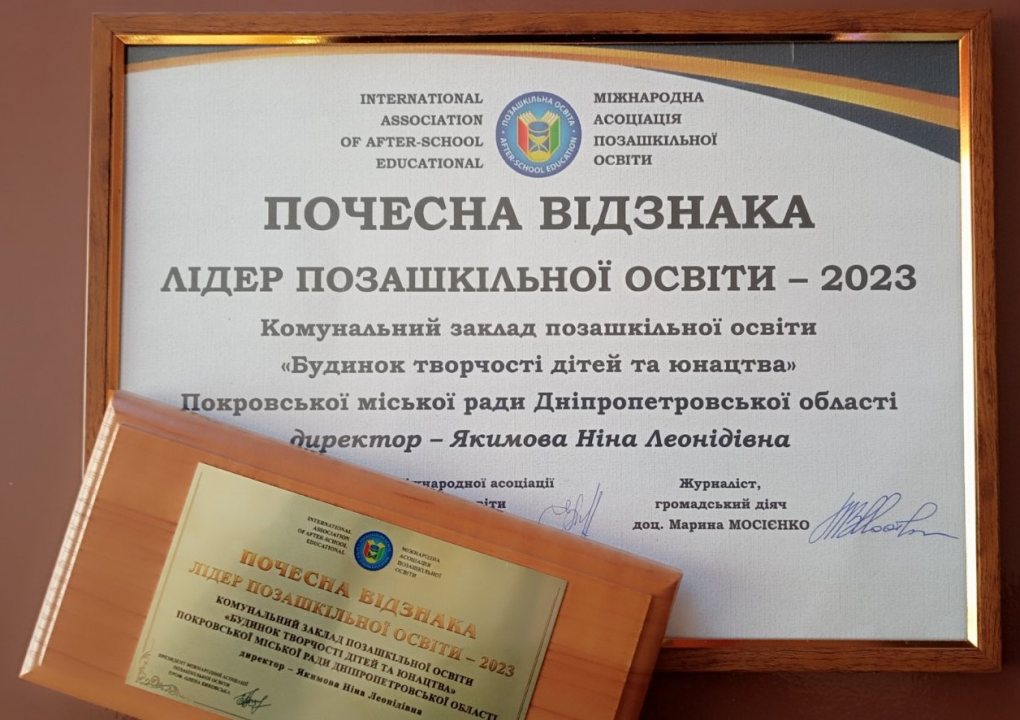 INTERNATIONAL
ASSOCIATION
OF AFTER-SCHOOL
EDUCATIONAL
ПОЗАШКІЛЬНА ОСВІТА
AFTER-SCHOOL EDUCATION
МІЖНАРОДНА
АСОЦІАЦІЯ
ПОЗАШКІЛЬНОЇ
ОСВІТИ
ПОЧЕСНА ВІДЗНАКА
ЛІДЕР ПОЗАШКІЛЬНОЇ ОСВІТИ – 2023
Комунальний заклад позашкільної освіти
«Будинок творчості дітей та юнацтва»
Покровської міської ради Дніпропетровської області
директор – Якимова Ніна Леонідівна
асоціації
Журналіст,
громадський діяч
доц. Марина МОСІЄНКО
INTERNATIONAL
ASSOCIATION
OF AFTER-SCHOOL
EDUCATIONAL
МІЖНАРОДНА
АСОЦІАЦІЯ
ПОЗАШКІЛЬНОЇ
ОСВІТИ
ПОЧЕСНА ВІДЗНАКА
ЛІДЕР ПОЗАШКІЛЬНОЇ ОСВІТИ – 2023
КОМУНАЛЬНИЙ ЗАКЛАД ПОЗАШКІЛЬНОЇ ОСВІТИ
«БУДИНОК ТВОРЧОСТІ ДІТЕЙ ТА ЮНАЦТВА»
ПОКРОВСЬКОЇ МІСЬКОЇ РАДИ ДНІПРОПЕТРОВСЬКОЇ ОБЛАСТІ
директор – Якимова Ніна Леонідівна
ПРЕЗИДЕНТ МІЖНАРОДНОЇ АСОЦІАЦІЇ
ПОЗАШКІЛЬНОЇ ОСВІТИ